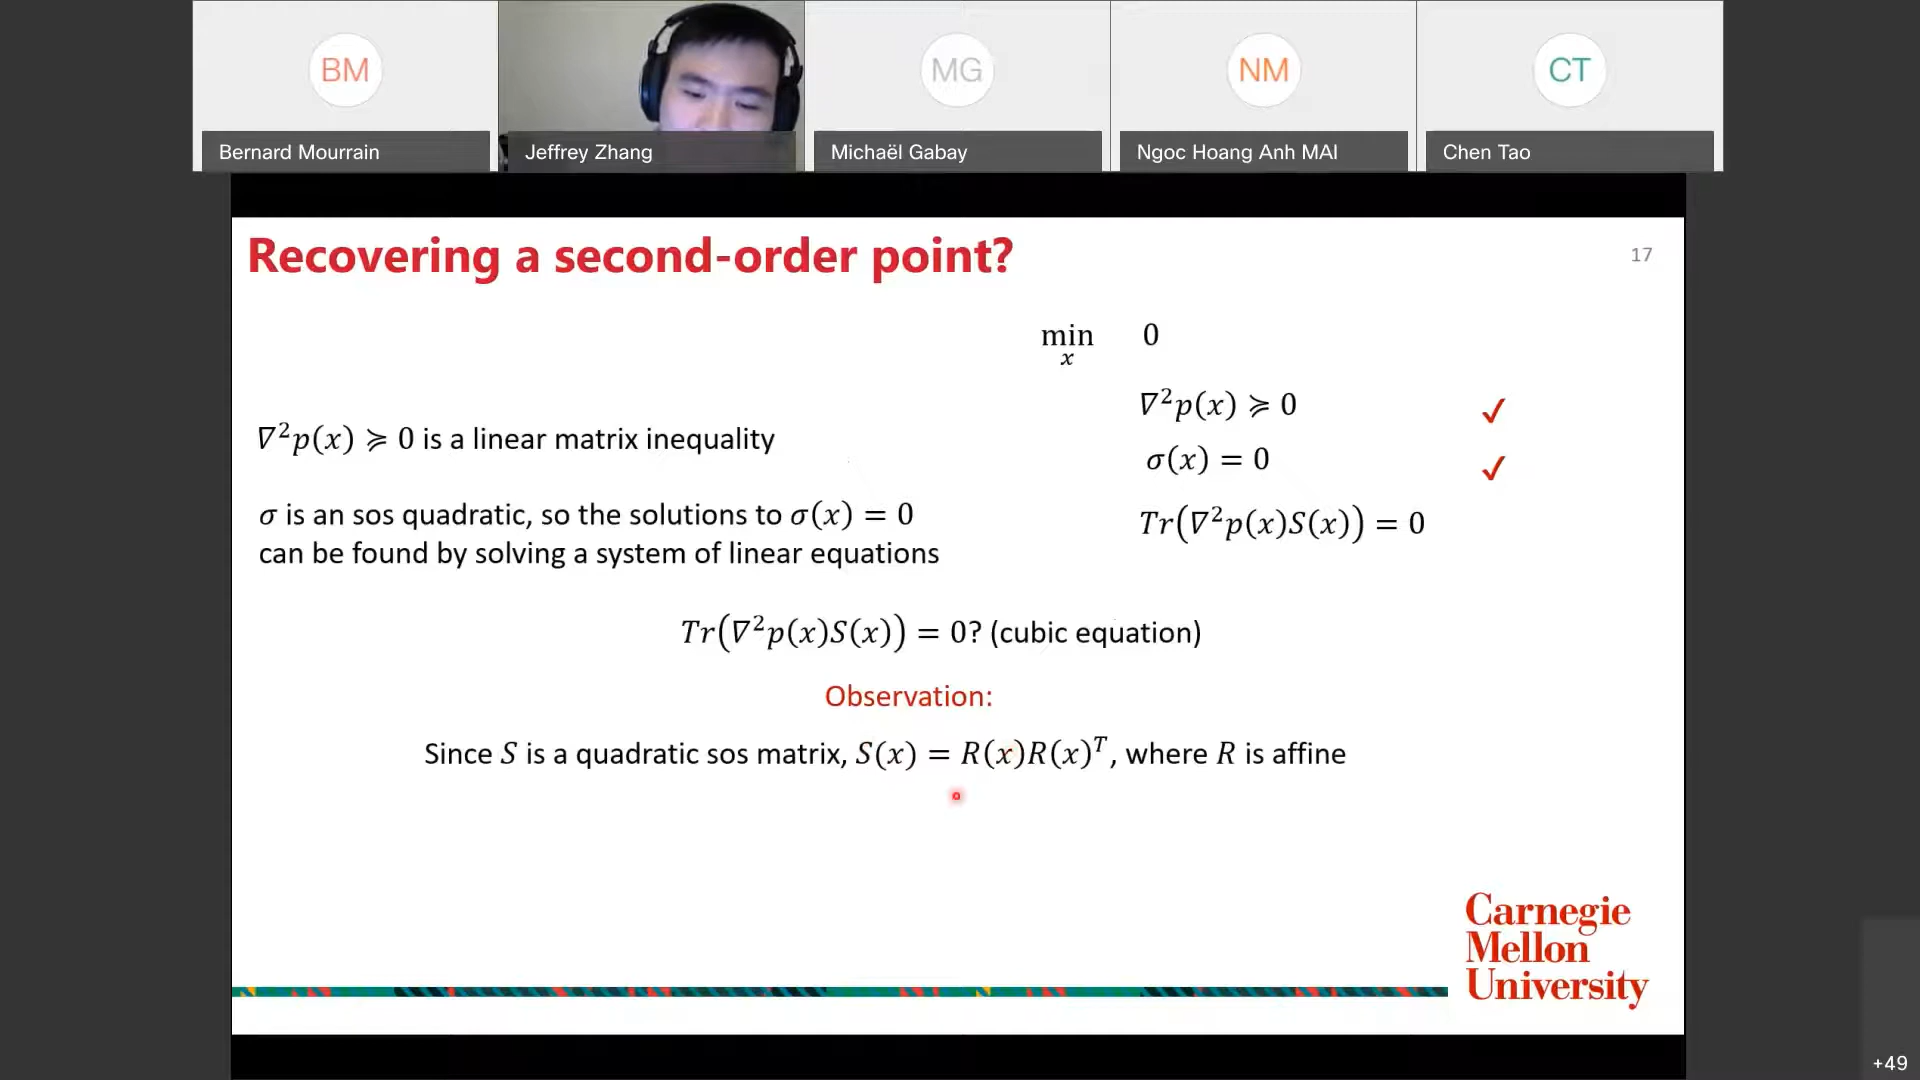 BM
MG
NM
CT
Bernard Mourrain
Jeffrey Zhang
Michaël Gabay
Ngoc Hoang Anh MAI
Chen Tao
Recovering a second-order point?
17
min 0
x
∇²p(x) ≽ 0 ✓
∇²p(x) ≽ 0 is a linear matrix inequality
σ(x) = 0 ✓
σ is an sos quadratic, so the solutions to σ(x) = 0
can be found by solving a system of linear equations
Tr(∇²p(x)S(x)) = 0
Tr(∇²p(x)S(x)) = 0? (cubic equation)
Observation:
Since S is a quadratic sos matrix, S(x) = R(x)R(x)ᵀ, where R is affine
Carnegie
Mellon
University
+49